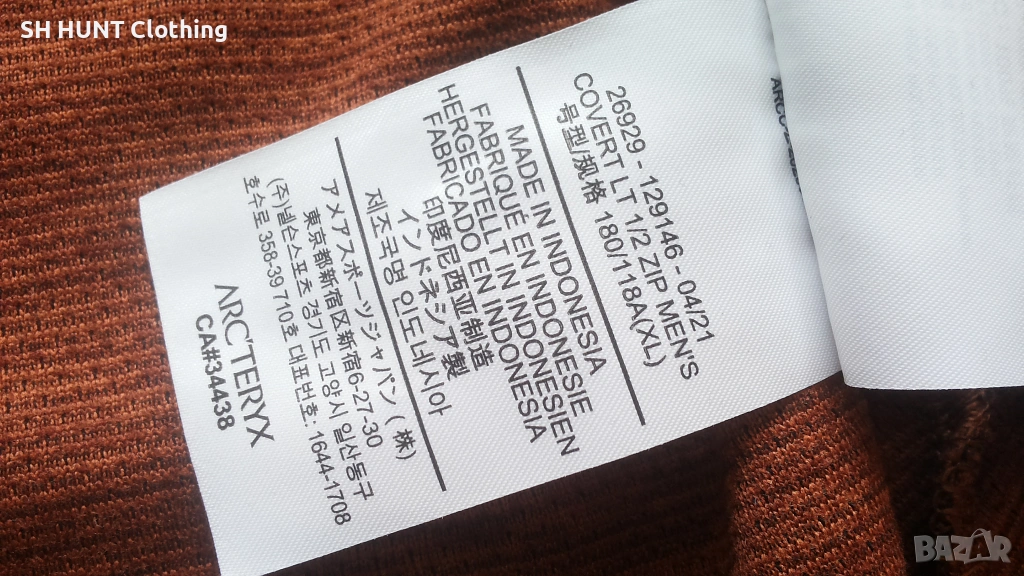 SH HUNT Clothing
26929 - 129146 - 04/21
COVERT LT 1/2 ZIP MEN'S
号型/规格 180/118A(XL)
MADE IN INDONESIA
FABRIQUÉ EN INDONESIE
HERGESTELLT IN INDONESIEN
FABRICADO EN INDONESIA
印度尼西亚制造
インドネシア製
제조국명 인도네시아
アメアスポーツジャパン (株)
東京都新宿区新宿6-27-30
(주)넬슨스포츠 경기도 고양시 일산동구
호수로 358-39 710호 대표번호: 1644-1708
ARC'TERYX
CA#34438
BAZAR